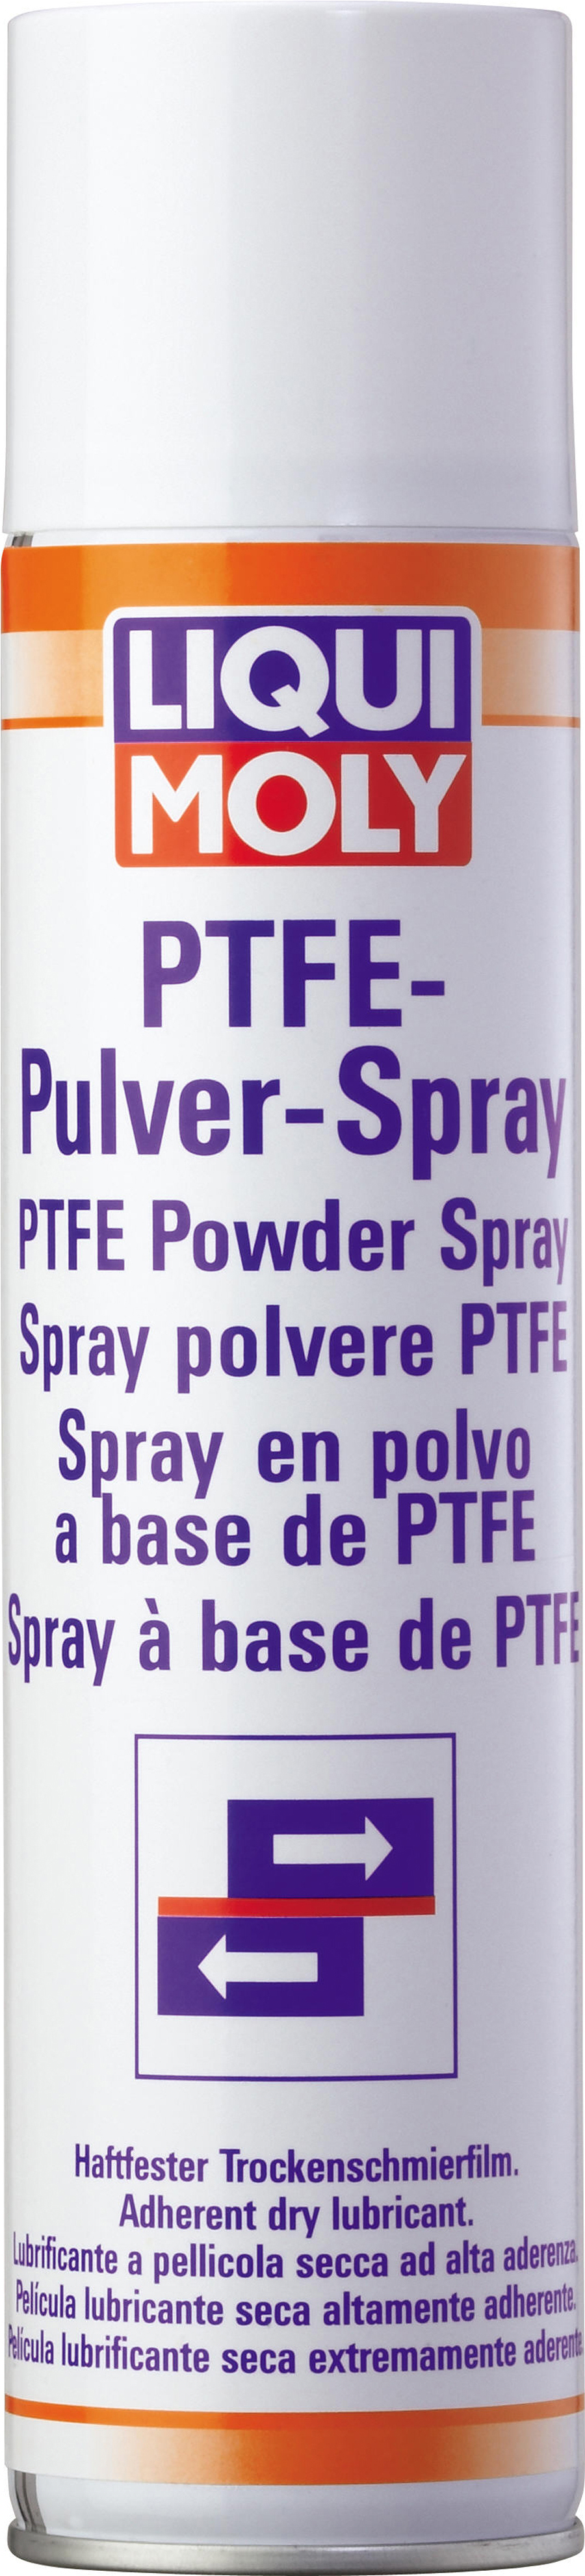 LIQUI
MOLY
PTFE-
Pulver-Spray
PTFE Powder Spray
Spray polvere PTFE
Spray en polvo
a base de PTFE
Spray à base de PTFE
Haftfester Trockenschmierfilm.
Adherent dry lubricant.
Lubrificante a pellicola secca ad alta aderenza.
Película lubricante seca altamente adherente.
Película lubrificante seca extremamente aderente.